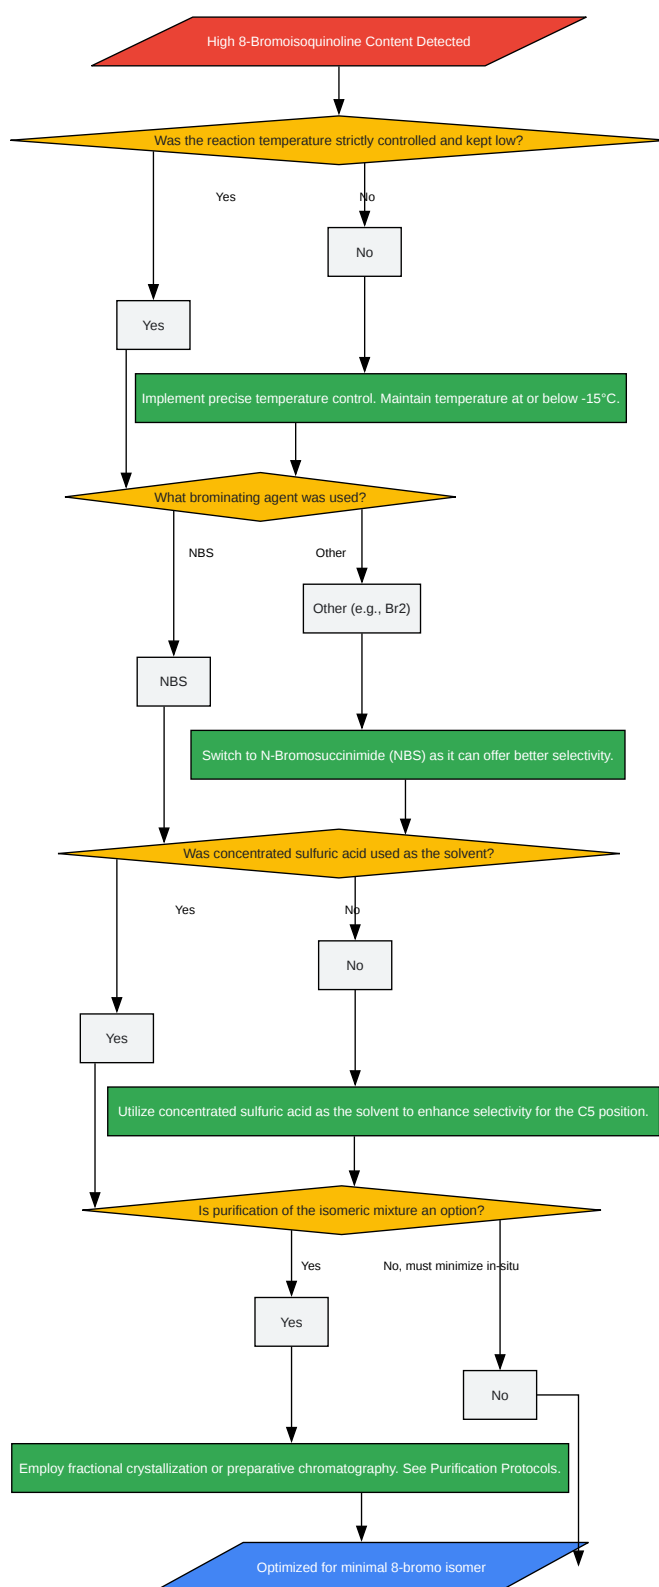 High 8-Bromoisoquinoline Content Detected
Was the reaction temperature strictly controlled and kept low?
Yes
No
No
Yes
Implement precise temperature control. Maintain temperature at or below -15°C.
What brominating agent was used?
NBS
Other
Other (e.g., Br2)
NBS
Switch to N-Bromosuccinimide (NBS) as it can offer better selectivity.
Was concentrated sulfuric acid used as the solvent?
Yes
No
No
Yes
Utilize concentrated sulfuric acid as the solvent to enhance selectivity for the C5 position.
Is purification of the isomeric mixture an option?
Yes
No, must minimize in-situ
Yes
No
Employ fractional crystallization or preparative chromatography. See Purification Protocols.
Optimized for minimal 8-bromo isomer